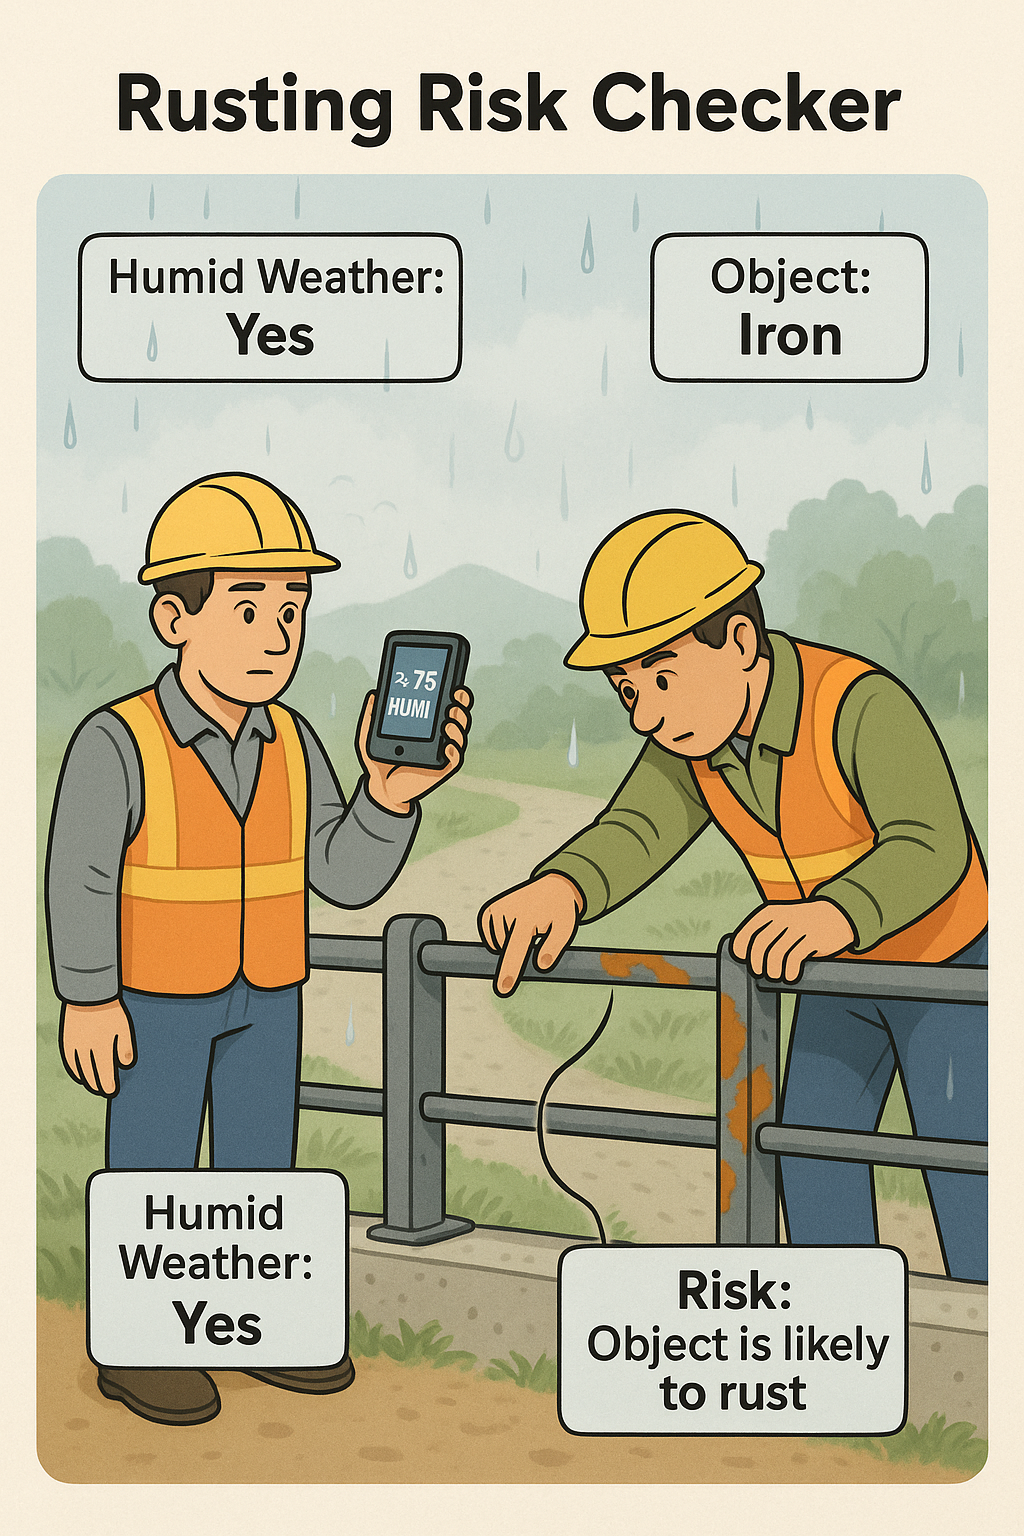 Rusting Risk Checker
Humid Weather:
Yes
Object:
Iron
75
HUMI
Humid
Weather:
Yes
Risk:
Object is likely
to rust